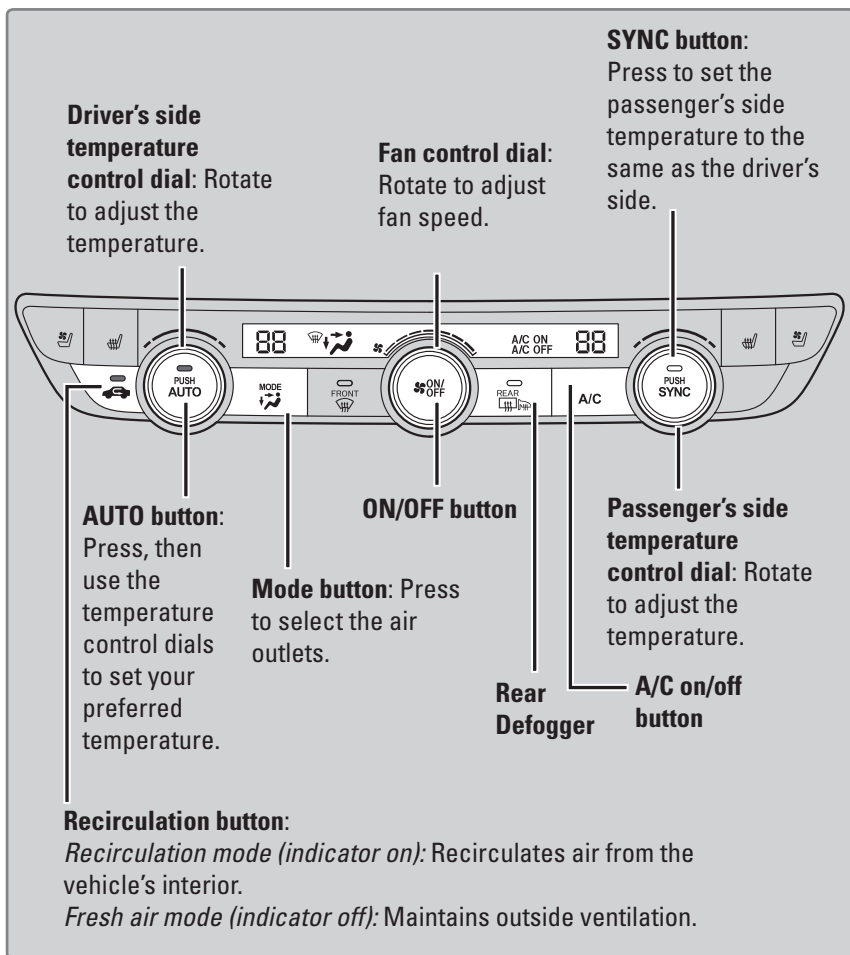 SYNC button:
Press to set the
passenger's side
temperature to the
same as the driver's
side.
Driver's side
temperature
control dial: Rotate
to adjust the
temperature.
Fan control dial:
Rotate to adjust
fan speed.
88
A/C ON
A/C OFF
88
PUSH
AUTO
MODE
FRONT
ON/
OFF
REAR
A/C
PUSH
SYNC
AUTO button:
Press, then
use the
temperature
control dials
to set your
preferred
temperature.
Mode button: Press
to select the air
outlets.
ON/OFF button
Rear
Defogger
A/C on/off
button
Passenger's side
temperature
control dial: Rotate
to adjust the
temperature.
Recirculation button:
Recirculation mode (indicator on): Recirculates air from the
vehicle's interior.
Fresh air mode (indicator off): Maintains outside ventilation.